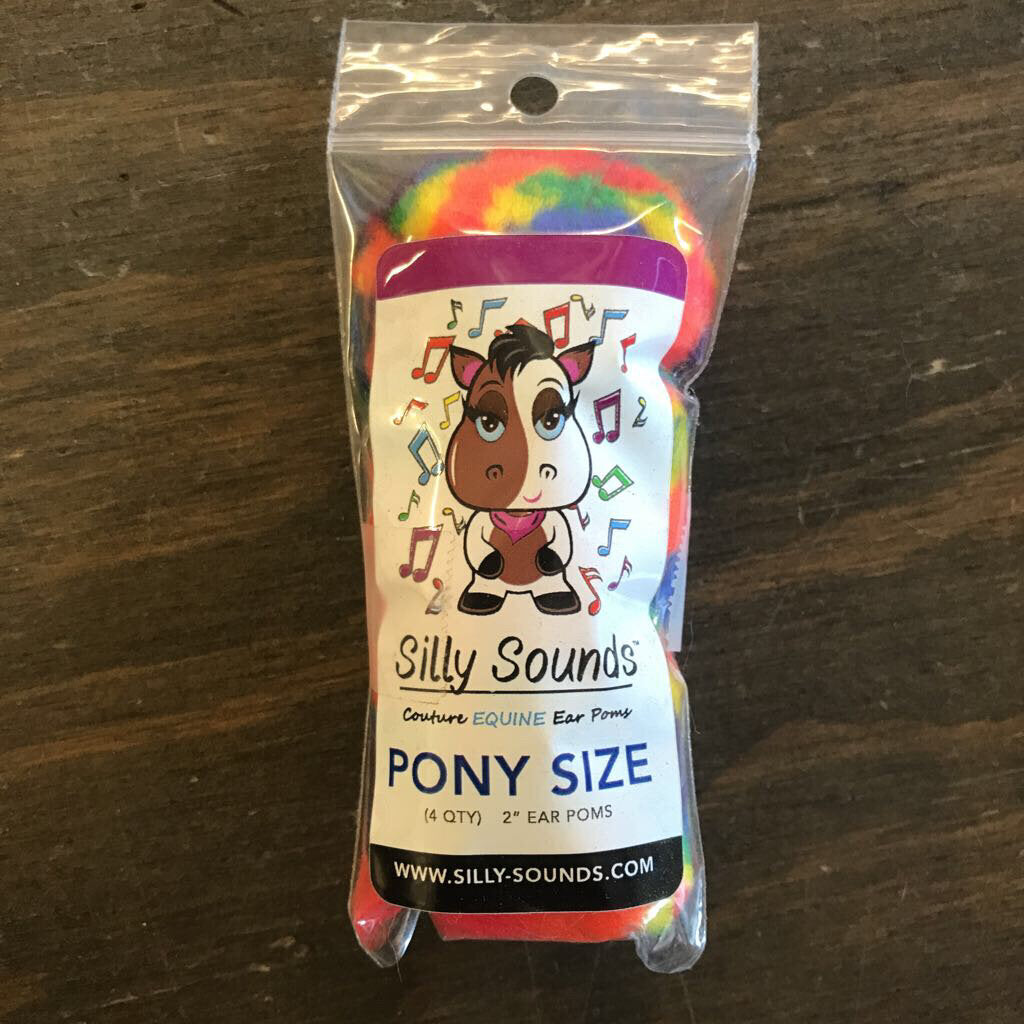 Silly Sounds™
Couture EQUINE Ear Poms
PONY SIZE
(4 QTY) 2" EAR POMS
WWW.SILLY-SOUNDS.COM